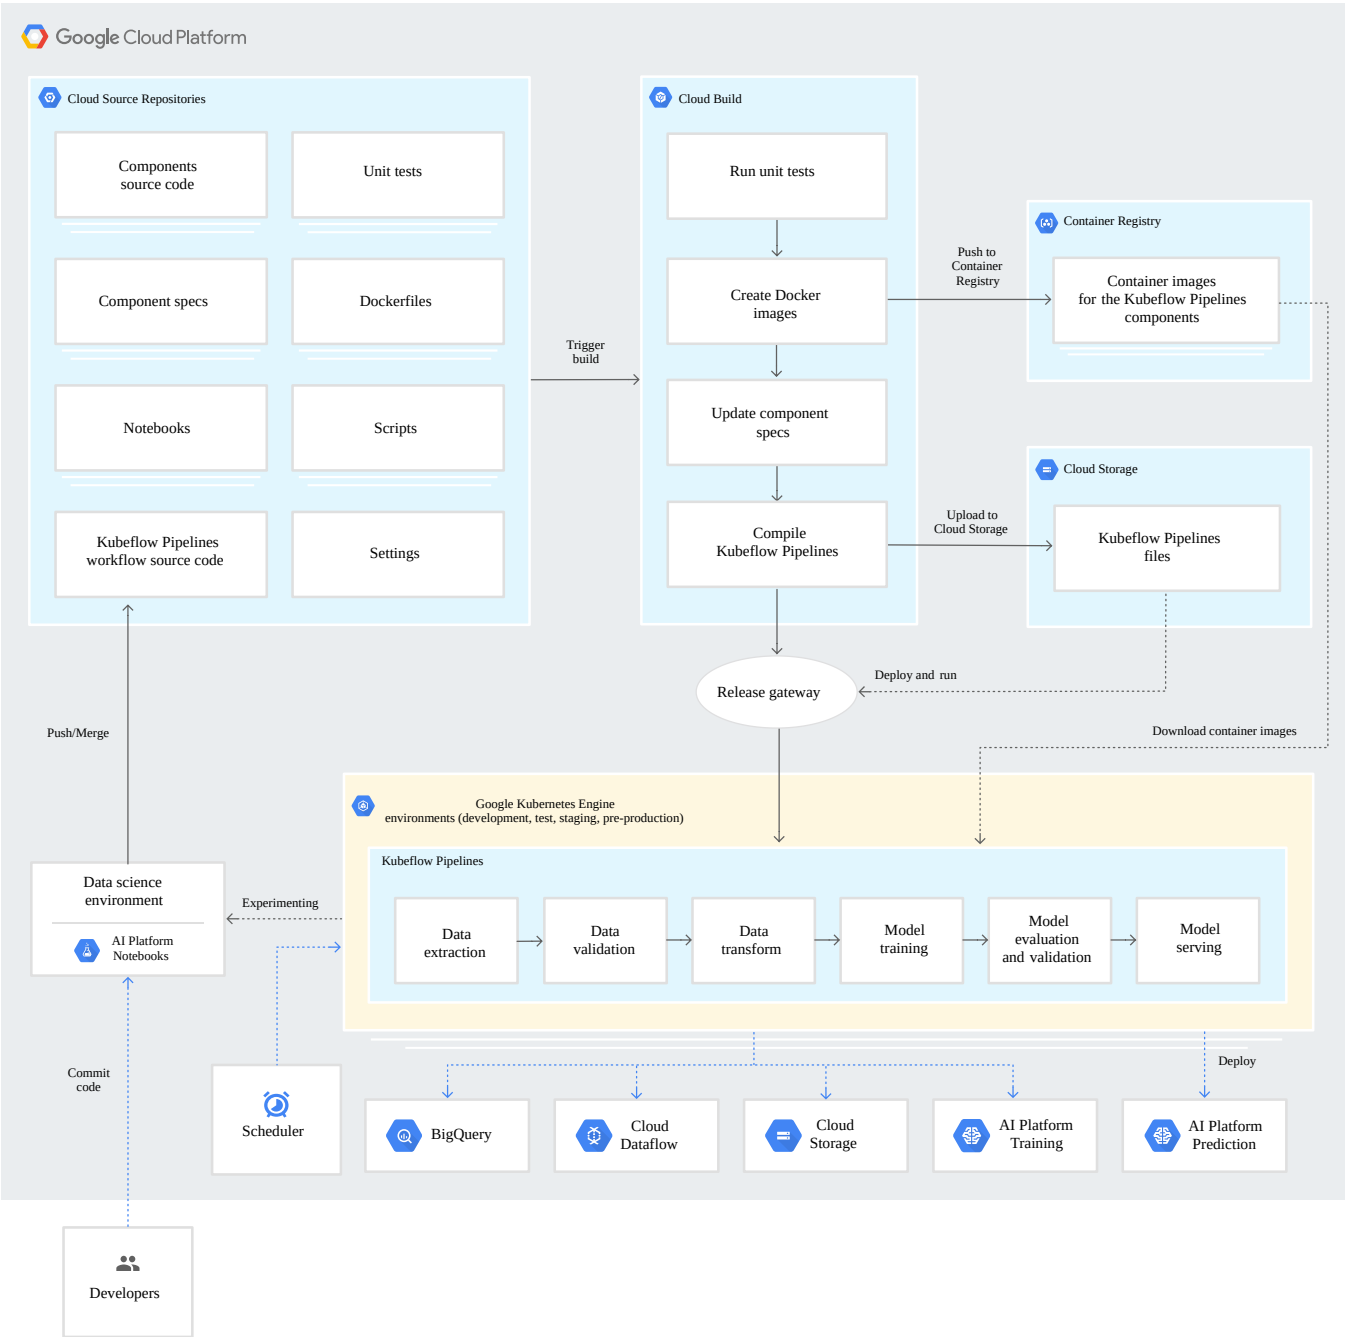 Google Cloud Platform
Cloud Source Repositories
Components
source code
Unit tests
Component specs
Dockerfiles
Notebooks
Scripts
Kubeflow Pipelines
workflow source code
Settings
Trigger
build
Cloud Build
Run unit tests
Create Docker
images
Update component
specs
Compile
Kubeflow Pipelines
Push to
Container
Registry
Container Registry
Container images
for the Kubeflow Pipelines
components
Upload to
Cloud Storage
Cloud Storage
Kubeflow Pipelines
files
Release gateway
Deploy and run
Download container images
Push/Merge
Google Kubernetes Engine
environments (development, test, staging, pre-production)
Kubeflow Pipelines
Data
extraction
Data
validation
Data
transform
Model
training
Model
evaluation
and validation
Model
serving
Data science
environment
AI Platform
Notebooks
Experimenting
Commit
code
Scheduler
Deploy
BigQuery
Cloud
Dataflow
Cloud
Storage
AI Platform
Training
AI Platform
Prediction
Developers